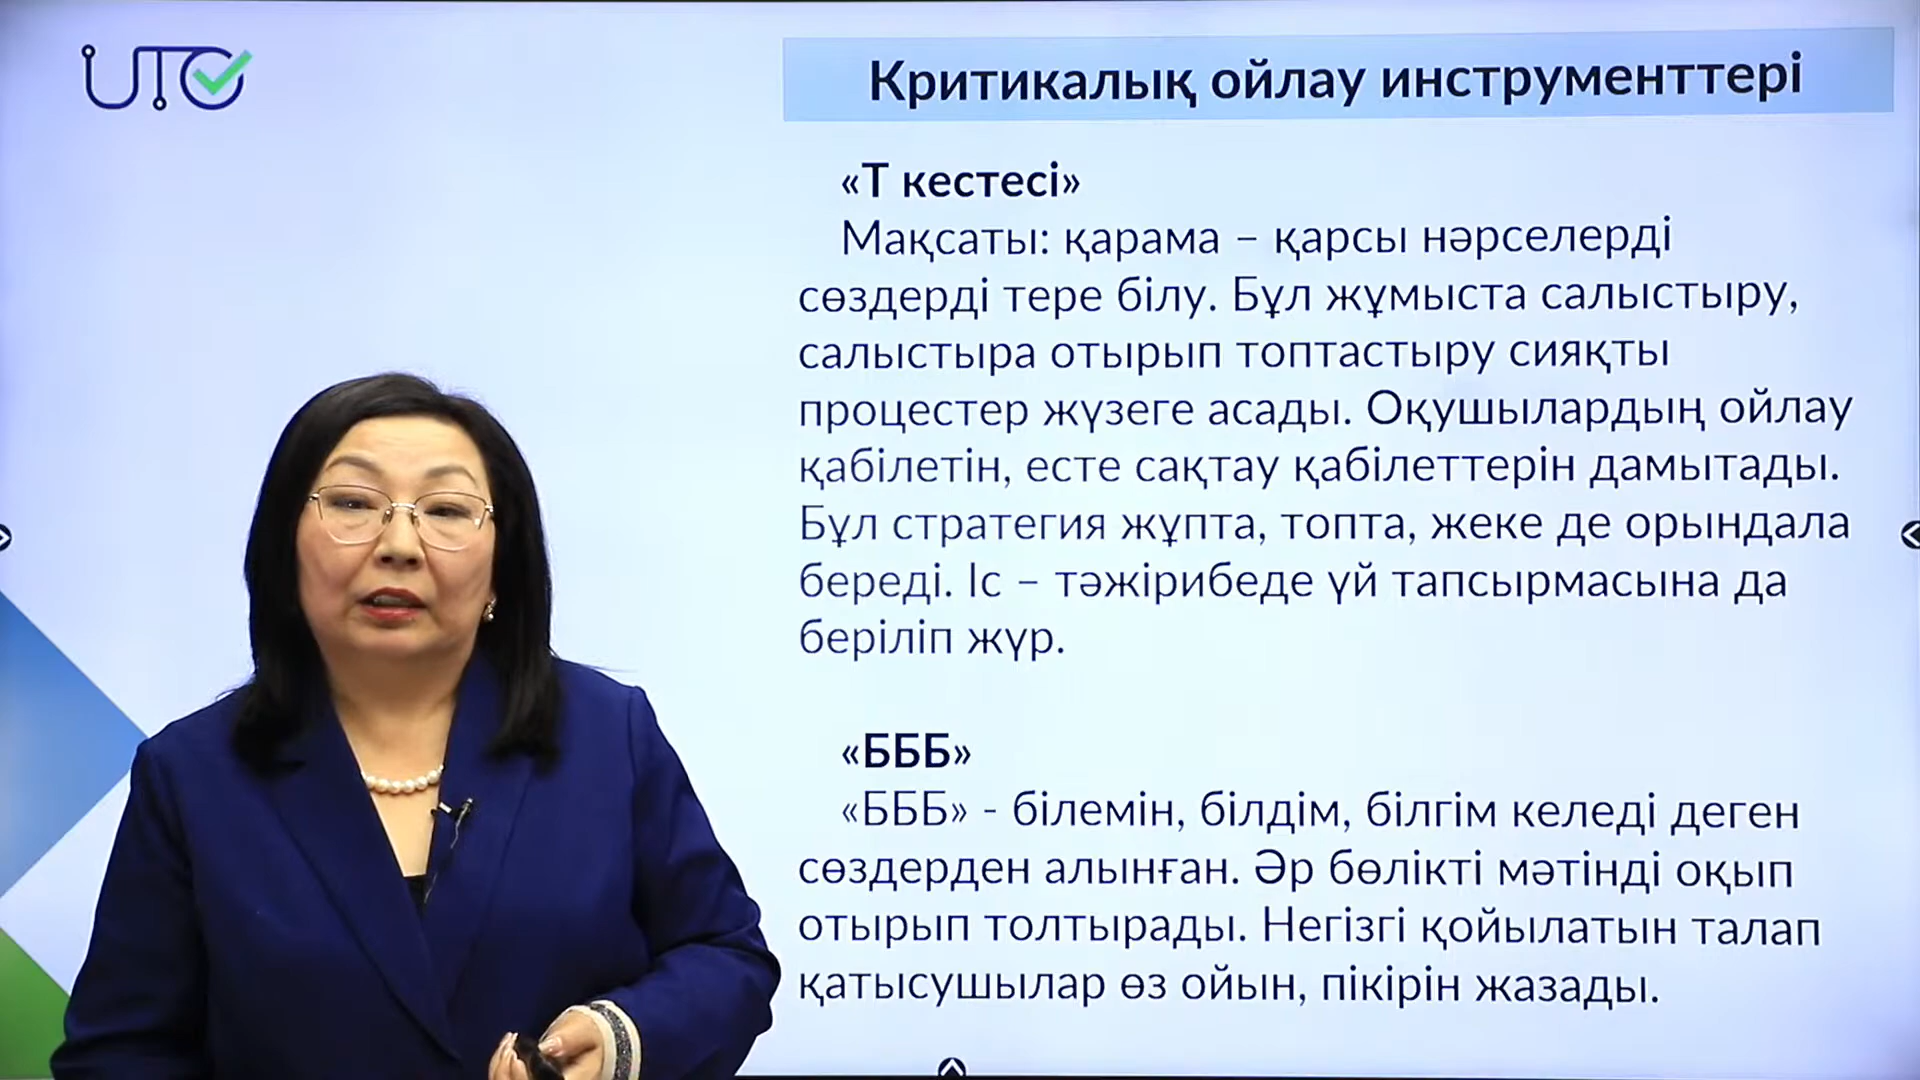 UTO
Критикалық ойлау инструменттері
«Т кестесі»
Мақсаты: қарама – қарсы нәрселерді
сөздерді тере білу. Бұл жұмыста салыстыру,
салыстыра отырып топтастыру сияқты
процестер жүзеге асады. Оқушылардың ойлау
қабілетін, есте сақтау қабілеттерін дамытады.
Бұл стратегия жұпта, топта, жеке де орындала
береді. Іс – тәжірибеде үй тапсырмасына да
беріліп жүр.
«БББ»
«БББ» - білемін, білдім, білгім келеді деген
сөздерден алынған. Әр бөлікті мәтінді оқып
отырып толтырады. Негізгі қойылатын талап
қатысушылар өз ойын, пікірін жазады.